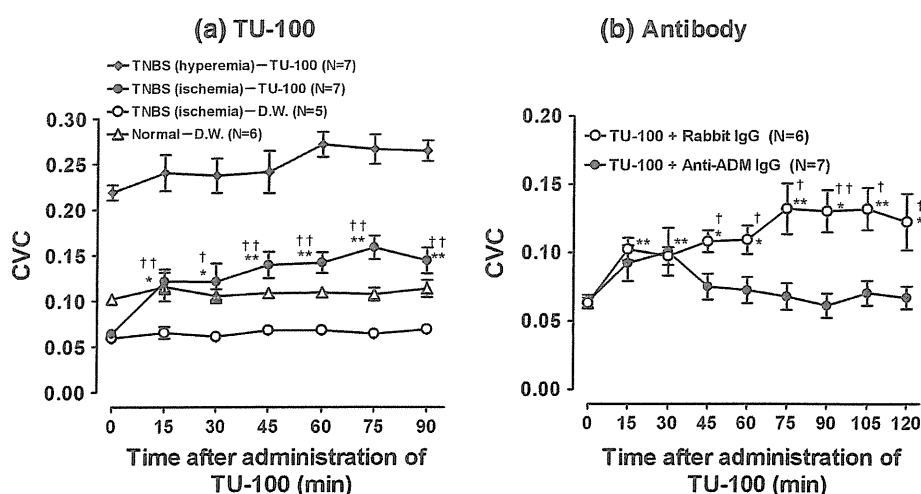 (a) TU-100
TNBS (hyperemia)—TU-100 (N=7)
TNBS (ischemia)—TU-100 (N=7)
TNBS (ischemia)—D.W. (N=5)
Normal—D.W. (N=6)
0.30
0.25
0.20
0.15
0.10
0.05
0.00
CVC
†† 
*
†
*
††
**
††
**
††
**
††
**
0 15 30 45 60 75 90
Time after administration of
TU-100 (min)
(b) Antibody
TU-100 + Rabbit IgG (N=6)
TU-100 + Anti-ADM IgG (N=7)
0.20
0.15
0.10
0.05
0.00
CVC
**
**
†
*
†
*
†
**
††
*
†
**
†
*
0 15 30 45 60 75 90 105 120
Time after administration of
TU-100 (min)